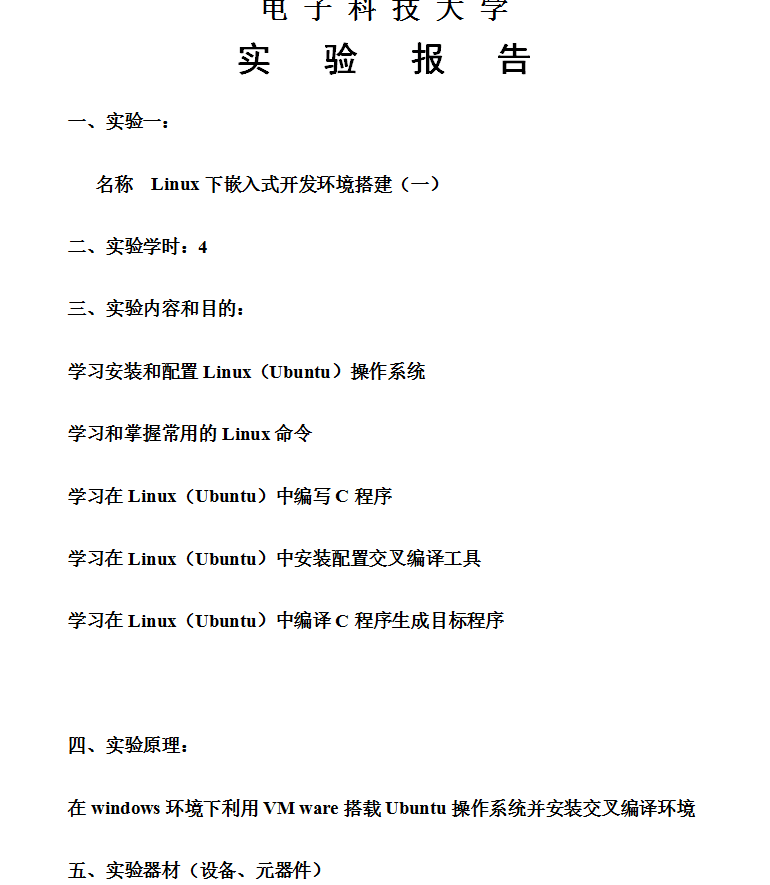 电子科技大学
实 验 报 告
一、实验一：
名称 Linux 下嵌入式开发环境搭建（一）
二、实验学时：4
三、实验内容和目的：
学习安装和配置 Linux（Ubuntu）操作系统
学习和掌握常用的 Linux 命令
学习在 Linux（Ubuntu）中编写 C 程序
学习在 Linux（Ubuntu）中安装配置交叉编译工具
学习在 Linux（Ubuntu）中编译 C 程序生成目标程序
四、实验原理：
在 windows 环境下利用 VM ware 搭载 Ubuntu 操作系统并安装交叉编译环境
五、实验器材（设备、元器件）